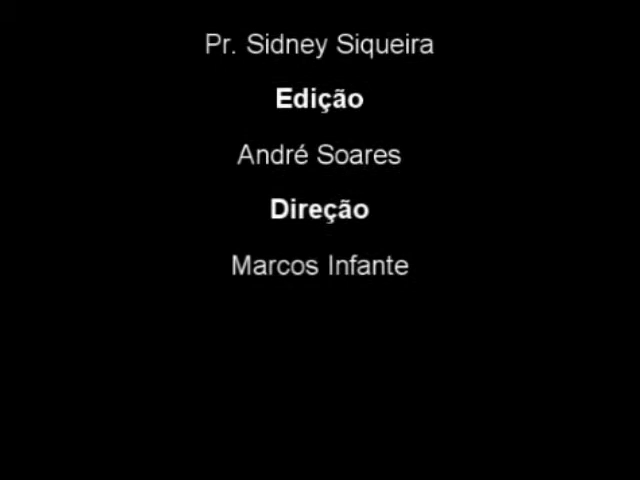 Pr. Sidney Siqueira
Edição
André Soares
Direção
Marcos Infante